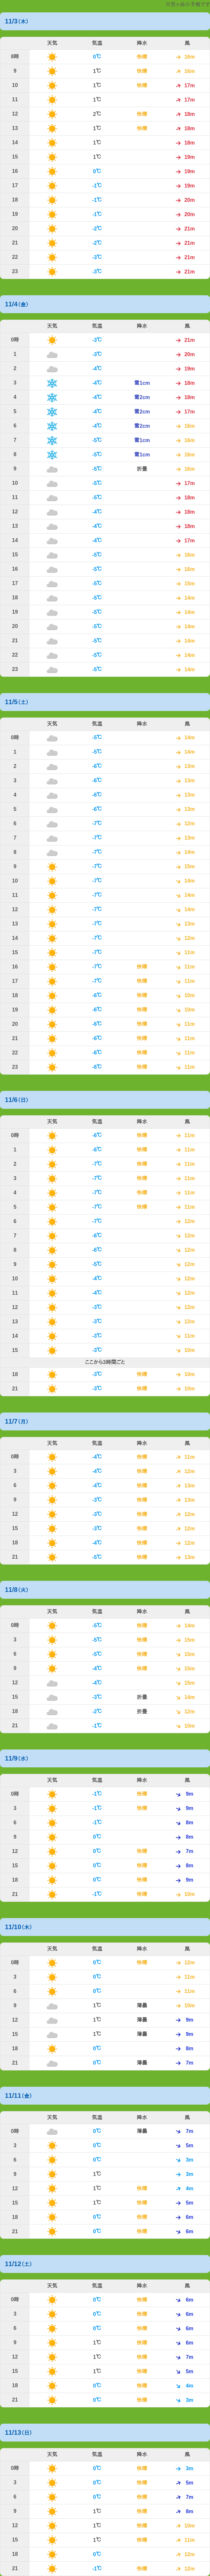 11/3(木)
天気 気温 降水 風
8時 0℃ 快晴 16m
9 1℃ 快晴 16m
10 1℃ 快晴 17m
11 1℃ 17m
12 2℃ 快晴 18m
13 1℃ 快晴 18m
14 1℃ 18m
15 1℃ 19m
16 0℃ 19m
17 -1℃ 19m
18 -1℃ 20m
19 -1℃ 20m
20 -2℃ 21m
21 -2℃ 21m
22 -3℃ 21m
23 -3℃ 21m
11/4(金)
天気 気温 降水 風
0時 -3℃ 21m
1 -3℃ 20m
2 -4℃ 19m
3 -4℃ 雪1cm 18m
4 -4℃ 雪2cm 18m
5 -4℃ 雪2cm 17m
6 -4℃ 雪2cm 16m
7 -5℃ 雪1cm 16m
8 -5℃ 雪1cm 16m
9 -5℃ 折曇 16m
10 -5℃ 17m
11 -5℃ 18m
12 -4℃ 18m
13 -4℃ 18m
14 -4℃ 17m
15 -5℃ 16m
16 -5℃ 16m
17 -5℃ 15m
18 -5℃ 14m
19 -5℃ 14m
20 -5℃ 14m
21 -5℃ 14m
22 -5℃ 14m
23 -5℃ 14m
11/5(土)
天気 気温 降水 風
0時 -5℃ 14m
1 -5℃ 14m
2 -6℃ 13m
3 -6℃ 13m
4 -6℃ 13m
5 -6℃ 13m
6 -7℃ 12m
7 -7℃ 13m
8 -7℃ 14m
9 -7℃ 15m
10 -7℃ 14m
11 -7℃ 14m
12 -7℃ 14m
13 -7℃ 13m
14 -7℃ 12m
15 -7℃ 11m
16 -7℃ 快晴 11m
17 -7℃ 快晴 11m
18 -6℃ 快晴 10m
19 -6℃ 快晴 10m
20 -6℃ 快晴 11m
21 -6℃ 快晴 11m
22 -6℃ 快晴 11m
23 -6℃ 快晴 11m
11/6(日)
天気 気温 降水 風
0時 -6℃ 快晴 11m
1 -6℃ 快晴 11m
2 -7℃ 快晴 11m
3 -7℃ 快晴 11m
4 -7℃ 快晴 11m
5 -7℃ 快晴 11m
6 -7℃ 12m
7 -6℃ 12m
8 -6℃ 12m
9 -5℃ 12m
10 -4℃ 12m
11 -4℃ 12m
12 -3℃ 12m
13 -3℃ 12m
14 -3℃ 11m
15 -3℃ 10m
ここから3時間ごと
18 -3℃ 快晴 10m
21 -3℃ 快晴 10m
11/7(月)
天気 気温 降水 風
0時 -4℃ 快晴 11m
3 -4℃ 快晴 12m
6 -4℃ 快晴 13m
9 -3℃ 快晴 13m
12 -3℃ 快晴 12m
15 -3℃ 快晴 12m
18 -4℃ 快晴 12m
21 -5℃ 快晴 13m
11/8(火)
天気 気温 降水 風
0時 -5℃ 快晴 14m
3 -5℃ 快晴 15m
6 -5℃ 快晴 15m
9 -4℃ 快晴 15m
12 -4℃ 15m
15 -3℃ 折曇 14m
18 -2℃ 折曇 12m
21 -1℃ 10m
11/9(水)
天気 気温 降水 風
0時 -1℃ 快晴 9m
3 -1℃ 快晴 9m
6 -1℃ 8m
9 0℃ 8m
12 0℃ 快晴 7m
15 0℃ 快晴 8m
18 0℃ 快晴 9m
21 -1℃ 快晴 10m
11/10(木)
天気 気温 降水 風
0時 0℃ 快晴 12m
3 0℃ 11m
6 0℃ 11m
9 1℃ 薄曇 10m
12 1℃ 薄曇 9m
15 1℃ 薄曇 9m
18 0℃ 8m
21 0℃ 薄曇 7m
11/11(金)
天気 気温 降水 風
0時 0℃ 薄曇 7m
3 0℃ 5m
6 0℃ 3m
9 1℃ 3m
12 1℃ 快晴 4m
15 1℃ 快晴 5m
18 0℃ 快晴 6m
21 0℃ 快晴 6m
11/12(土)
天気 気温 降水 風
0時 0℃ 快晴 6m
3 0℃ 快晴 6m
6 0℃ 快晴 6m
9 1℃ 快晴 6m
12 1℃ 快晴 7m
15 1℃ 快晴 5m
18 0℃ 快晴 4m
21 0℃ 快晴 3m
11/13(日)
天気 気温 降水 風
0時 0℃ 快晴 3m
3 0℃ 快晴 5m
6 0℃ 快晴 7m
9 1℃ 快晴 8m
12 1℃ 快晴 10m
15 1℃ 快晴 11m
18 0℃ 12m
21 -1℃ 快晴 12m